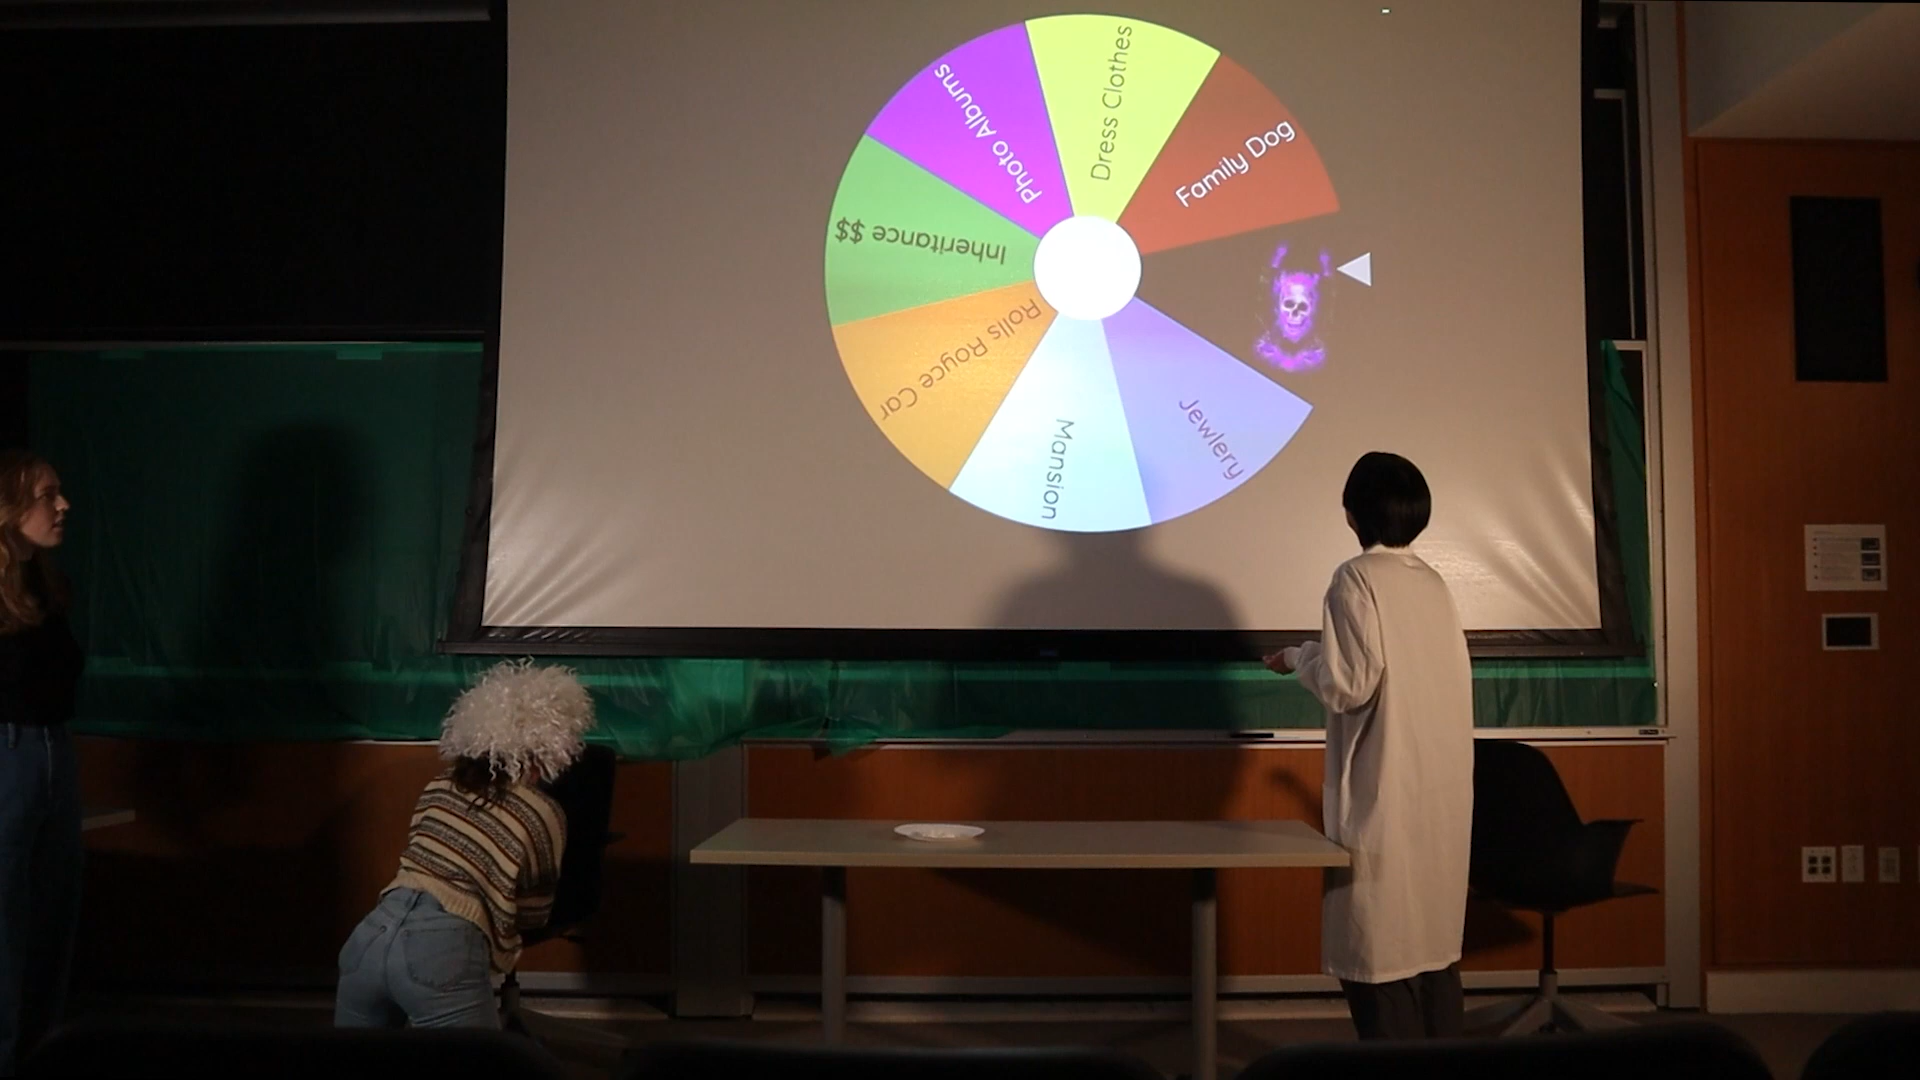 Dress Clothes
Family Dog
Jewlery
Mansion
Rolls Royce Car
Inheritance $$
Photo Albums